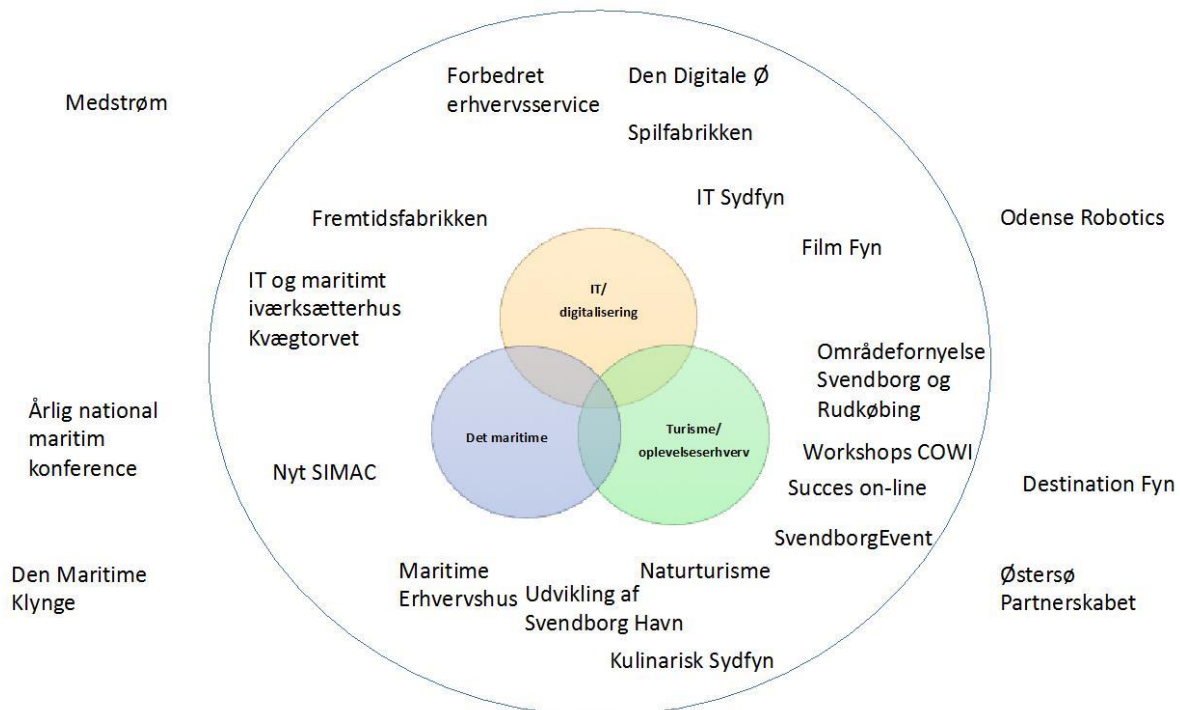 Medstrøm
Forbedret
erhvervsservice
Den Digitale Ø
Spilfabrikken
IT Sydfyn
Fremtidsfabrikken
Odense Robotics
Film Fyn
IT og maritimt
iværksætterhus
Kvægtorvet
IT/
digitalisering
Områdefornyelse
Svendborg og
Rudkøbing
Årlig national
maritim
konference
Det maritime
Turisme/
oplevelseserhverv
Workshops COWI
Nyt SIMAC
Succes on-line
Destination Fyn
SvendborgEvent
Den Maritime
Klynge
Maritime
Erhvervshus
Udvikling af
Svendborg Havn
Naturturisme
Østersø
Partnerskabet
Kulinarisk Sydfyn